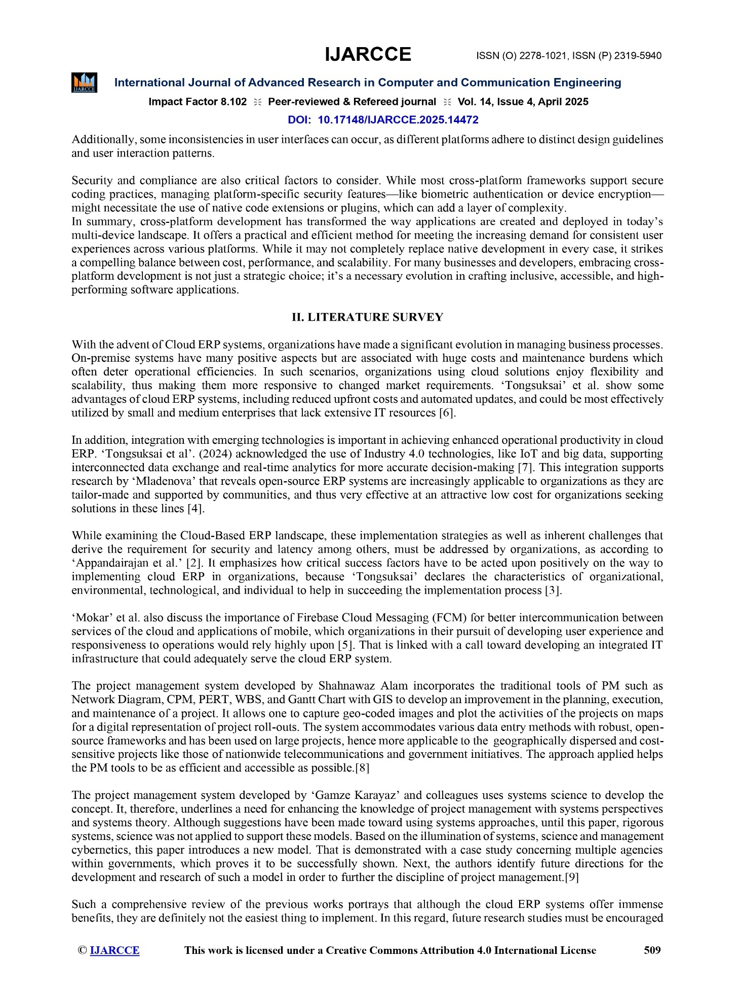 IJARCCE
ISSN (O) 2278-1021, ISSN (P) 2319-5940
IJARCCE
International Journal of Advanced Research in Computer and Communication Engineering
Impact Factor 8.102 ⁝⁝ Peer-reviewed & Refereed journal ⁝⁝ Vol. 14, Issue 4, April 2025
DOI: 10.17148/IJARCCE.2025.14472
Additionally, some inconsistencies in user interfaces can occur, as different platforms adhere to distinct design guidelines
and user interaction patterns.
Security and compliance are also critical factors to consider. While most cross-platform frameworks support secure
coding practices, managing platform-specific security features—like biometric authentication or device encryption—
might necessitate the use of native code extensions or plugins, which can add a layer of complexity.
In summary, cross-platform development has transformed the way applications are created and deployed in today’s
multi-device landscape. It offers a practical and efficient method for meeting the increasing demand for consistent user
experiences across various platforms. While it may not completely replace native development in every case, it strikes
a compelling balance between cost, performance, and scalability. For many businesses and developers, embracing cross-
platform development is not just a strategic choice; it’s a necessary evolution in crafting inclusive, accessible, and high-
performing software applications.
II. LITERATURE SURVEY
With the advent of Cloud ERP systems, organizations have made a significant evolution in managing business processes.
On-premise systems have many positive aspects but are associated with huge costs and maintenance burdens which
often deter operational efficiencies. In such scenarios, organizations using cloud solutions enjoy flexibility and
scalability, thus making them more responsive to changed market requirements. ‘Tongsuksai’ et al. show some
advantages of cloud ERP systems, including reduced upfront costs and automated updates, and could be most effectively
utilized by small and medium enterprises that lack extensive IT resources [6].
In addition, integration with emerging technologies is important in achieving enhanced operational productivity in cloud
ERP. ‘Tongsuksai et al’. (2024) acknowledged the use of Industry 4.0 technologies, like IoT and big data, supporting
interconnected data exchange and real-time analytics for more accurate decision-making [7]. This integration supports
research by ‘Mladenova’ that reveals open-source ERP systems are increasingly applicable to organizations as they are
tailor-made and supported by communities, and thus very effective at an attractive low cost for organizations seeking
solutions in these lines [4].
While examining the Cloud-Based ERP landscape, these implementation strategies as well as inherent challenges that
derive the requirement for security and latency among others, must be addressed by organizations, as according to
‘Appandairajan et al.’ [2]. It emphasizes how critical success factors have to be acted upon positively on the way to
implementing cloud ERP in organizations, because ‘Tongsuksai’ declares the characteristics of organizational,
environmental, technological, and individual to help in succeeding the implementation process [3].
‘Mokar’ et al. also discuss the importance of Firebase Cloud Messaging (FCM) for better intercommunication between
services of the cloud and applications of mobile, which organizations in their pursuit of developing user experience and
responsiveness to operations would rely highly upon [5]. That is linked with a call toward developing an integrated IT
infrastructure that could adequately serve the cloud ERP system.
The project management system developed by Shahnawaz Alam incorporates the traditional tools of PM such as
Network Diagram, CPM, PERT, WBS, and Gantt Chart with GIS to develop an improvement in the planning, execution,
and maintenance of a project. It allows one to capture geo-coded images and plot the activities of the projects on maps
for a digital representation of project roll-outs. The system accommodates various data entry methods with robust, open-
source frameworks and has been used on large projects, hence more applicable to the geographically dispersed and cost-
sensitive projects like those of nationwide telecommunications and government initiatives. The approach applied helps
the PM tools to be as efficient and accessible as possible.[8]
The project management system developed by ‘Gamze Karayaz’ and colleagues uses systems science to develop the
concept. It, therefore, underlines a need for enhancing the knowledge of project management with systems perspectives
and systems theory. Although suggestions have been made toward using systems approaches, until this paper, rigorous
systems, science was not applied to support these models. Based on the illumination of systems, science and management
cybernetics, this paper introduces a new model. That is demonstrated with a case study concerning multiple agencies
within governments, which proves it to be successfully shown. Next, the authors identify future directions for the
development and research of such a model in order to further the discipline of project management.[9]
Such a comprehensive review of the previous works portrays that although the cloud ERP systems offer immense
benefits, they are definitely not the easiest thing to implement. In this regard, future research studies must be encouraged
© IJARCCE This work is licensed under a Creative Commons Attribution 4.0 International License 509